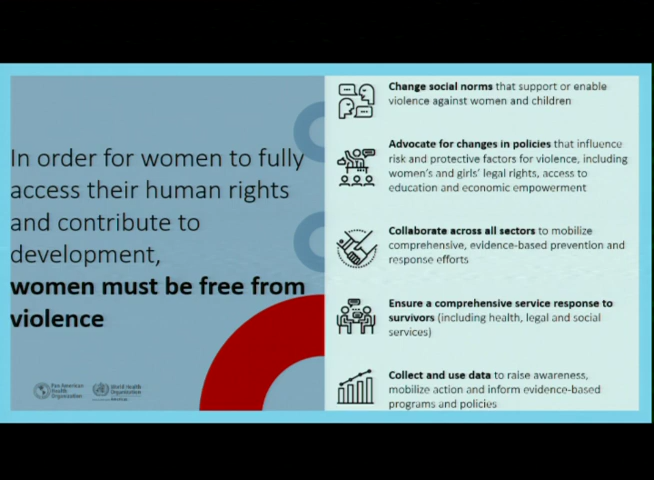 In order for women to fully
access their human rights
and contribute to
development,
women must be free from
violence
Pan American
Health
Organization
World Health
Organization
Change social norms that support or enable
violence against women and children
Advocate for changes in policies that influence
risk and protective factors for violence, including
women's and girls' legal rights, access to
education and economic empowerment
Collaborate across all sectors to mobilize
comprehensive, evidence-based prevention and
response efforts
Ensure a comprehensive service response to
survivors (including health, legal and social
services)
Collect and use data to raise awareness,
mobilize action and inform evidence-based
programs and policies